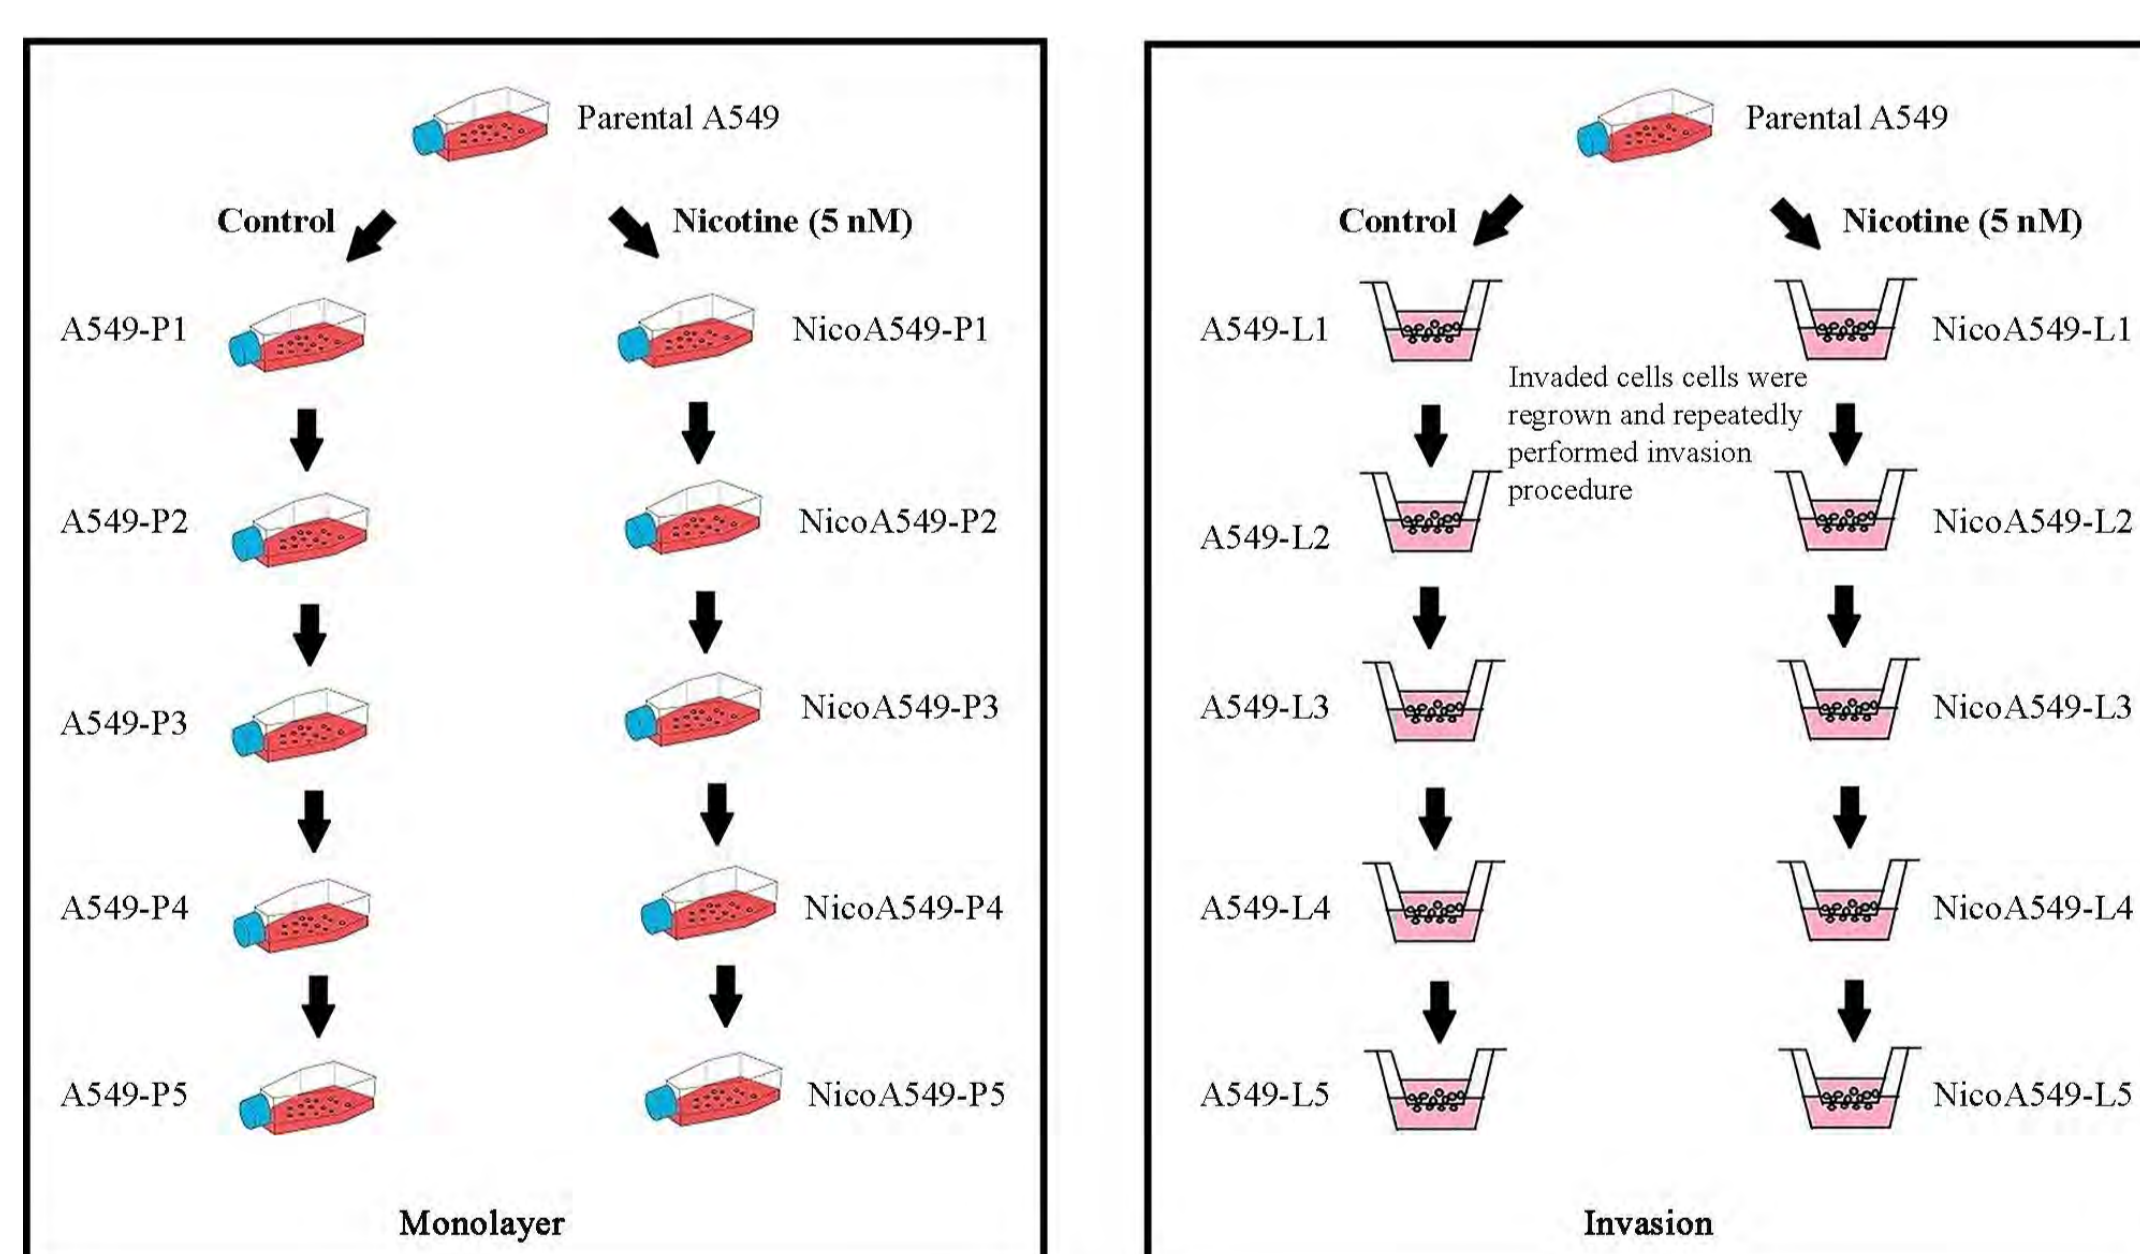 Parental A549
Control
Nicotine (5 nM)
A549-P1
NicoA549-P1
A549-P2
NicoA549-P2
A549-P3
NicoA549-P3
A549-P4
NicoA549-P4
A549-P5
NicoA549-P5
Monolayer
Parental A549
Control
Nicotine (5 nM)
A549-L1
NicoA549-L1
Invaded cells cells were
regrown and repeatedly
performed invasion
procedure
A549-L2
NicoA549-L2
A549-L3
NicoA549-L3
A549-L4
NicoA549-L4
A549-L5
NicoA549-L5
Invasion